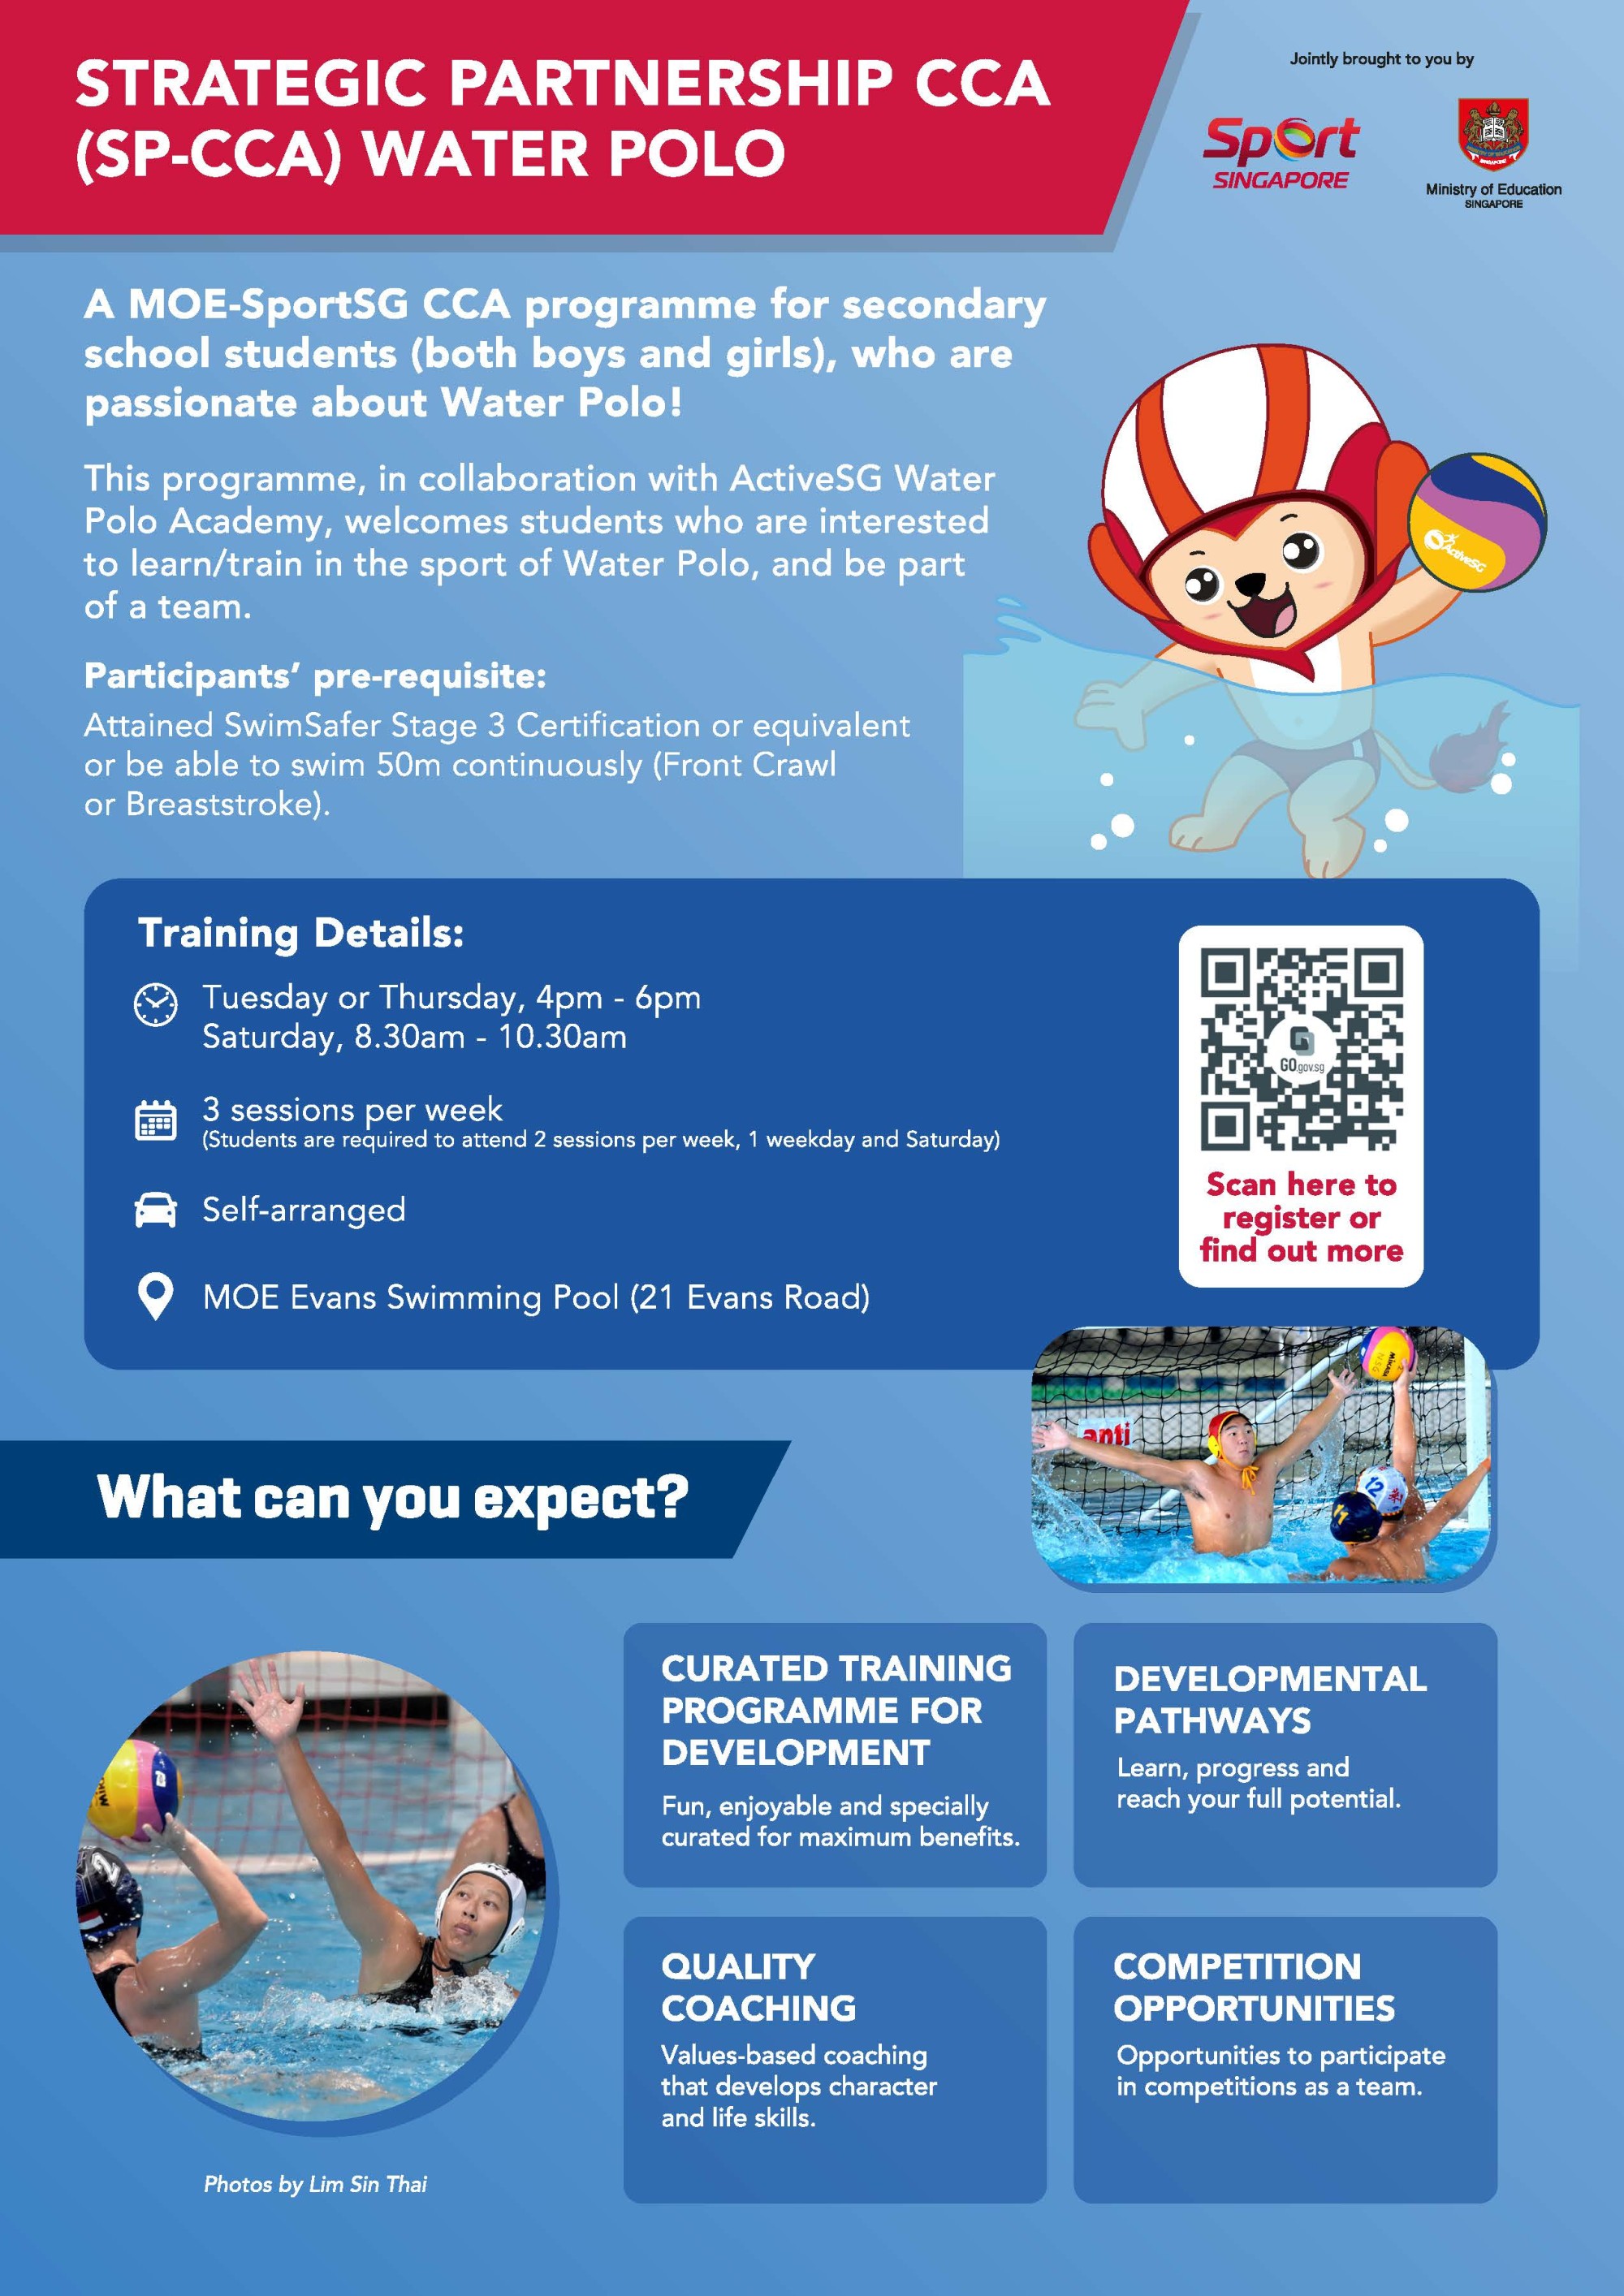 STRATEGIC PARTNERSHIP CCA
(SP-CCA) WATER POLO
Jointly brought to you by
Sport
SINGAPORE
Ministry of Education
SINGAPORE
A MOE-SportSG CCA programme for secondary
school students (both boys and girls), who are
passionate about Water Polo!
This programme, in collaboration with ActiveSG Water
Polo Academy, welcomes students who are interested
to learn/train in the sport of Water Polo, and be part
of a team.
ActiveSG
Participants' pre-requisite:
Attained SwimSafer Stage 3 Certification or equivalent
or be able to swim 50m continuously (Front Crawl
or Breaststroke).
Training Details:
Tuesday or Thursday, 4pm - 6pm
Saturday, 8.30am - 10.30am
3 sessions per week
(Students are required to attend 2 sessions per week, 1 weekday and Saturday)
Self-arranged
MOE Evans Swimming Pool (21 Evans Road)
GO.gov.sg
Scan here to
register or
find out more
MIKASA
NSG
anti
12
11
What can you expect?
2
CURATED TRAINING
PROGRAMME FOR
DEVELOPMENT
Fun, enjoyable and specially
curated for maximum benefits.
DEVELOPMENTAL
PATHWAYS
Learn, progress and
reach your full potential.
QUALITY
COACHING
Values-based coaching
that develops character
and life skills.
COMPETITION
OPPORTUNITIES
Opportunities to participate
in competitions as a team.
Photos by Lim Sin Thai